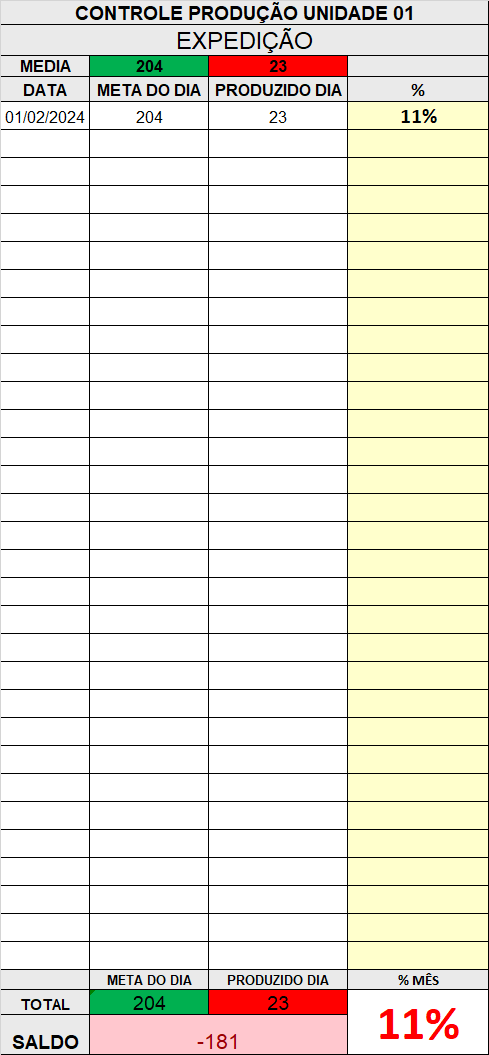 CONTROLE PRODUÇÃO UNIDADE 01
EXPEDIÇÃO
MEDIA 204 23
DATA META DO DIA PRODUZIDO DIA %
01/02/2024 204 23 11%
META DO DIA PRODUZIDO DIA % MÊS
TOTAL 204 23 11%
SALDO -181